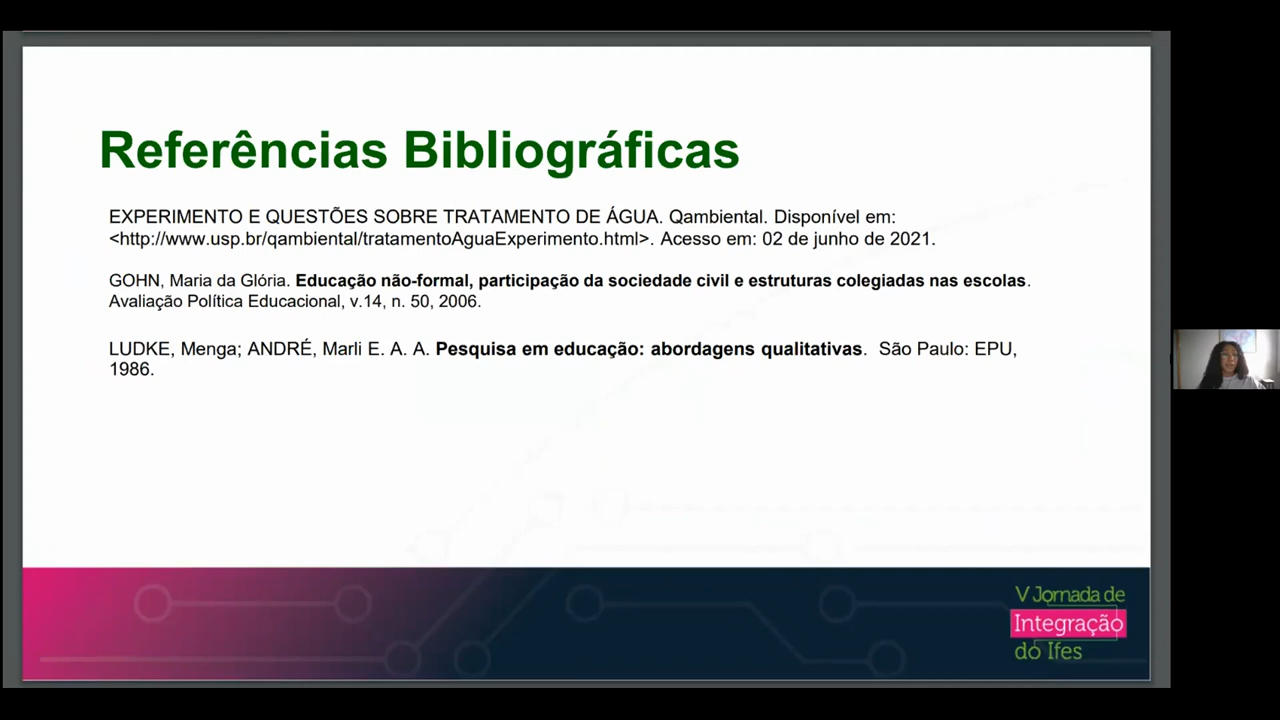 Referências Bibliográficas
EXPERIMENTO E QUESTÕES SOBRE TRATAMENTO DE ÁGUA. Qambiental. Disponível em:
<http://www.usp.br/qambiental/tratamentoAguaExperimento.html>. Acesso em: 02 de junho de 2021.
GOHN, Maria da Glória. Educação não-formal, participação da sociedade civil e estruturas colegiadas nas escolas.
Avaliação Política Educacional, v.14, n. 50, 2006.
LUDKE, Menga; ANDRÉ, Marli E. A. A. Pesquisa em educação: abordagens qualitativas. São Paulo: EPU,
1986.
V Jornada de
Integração
do Ifes